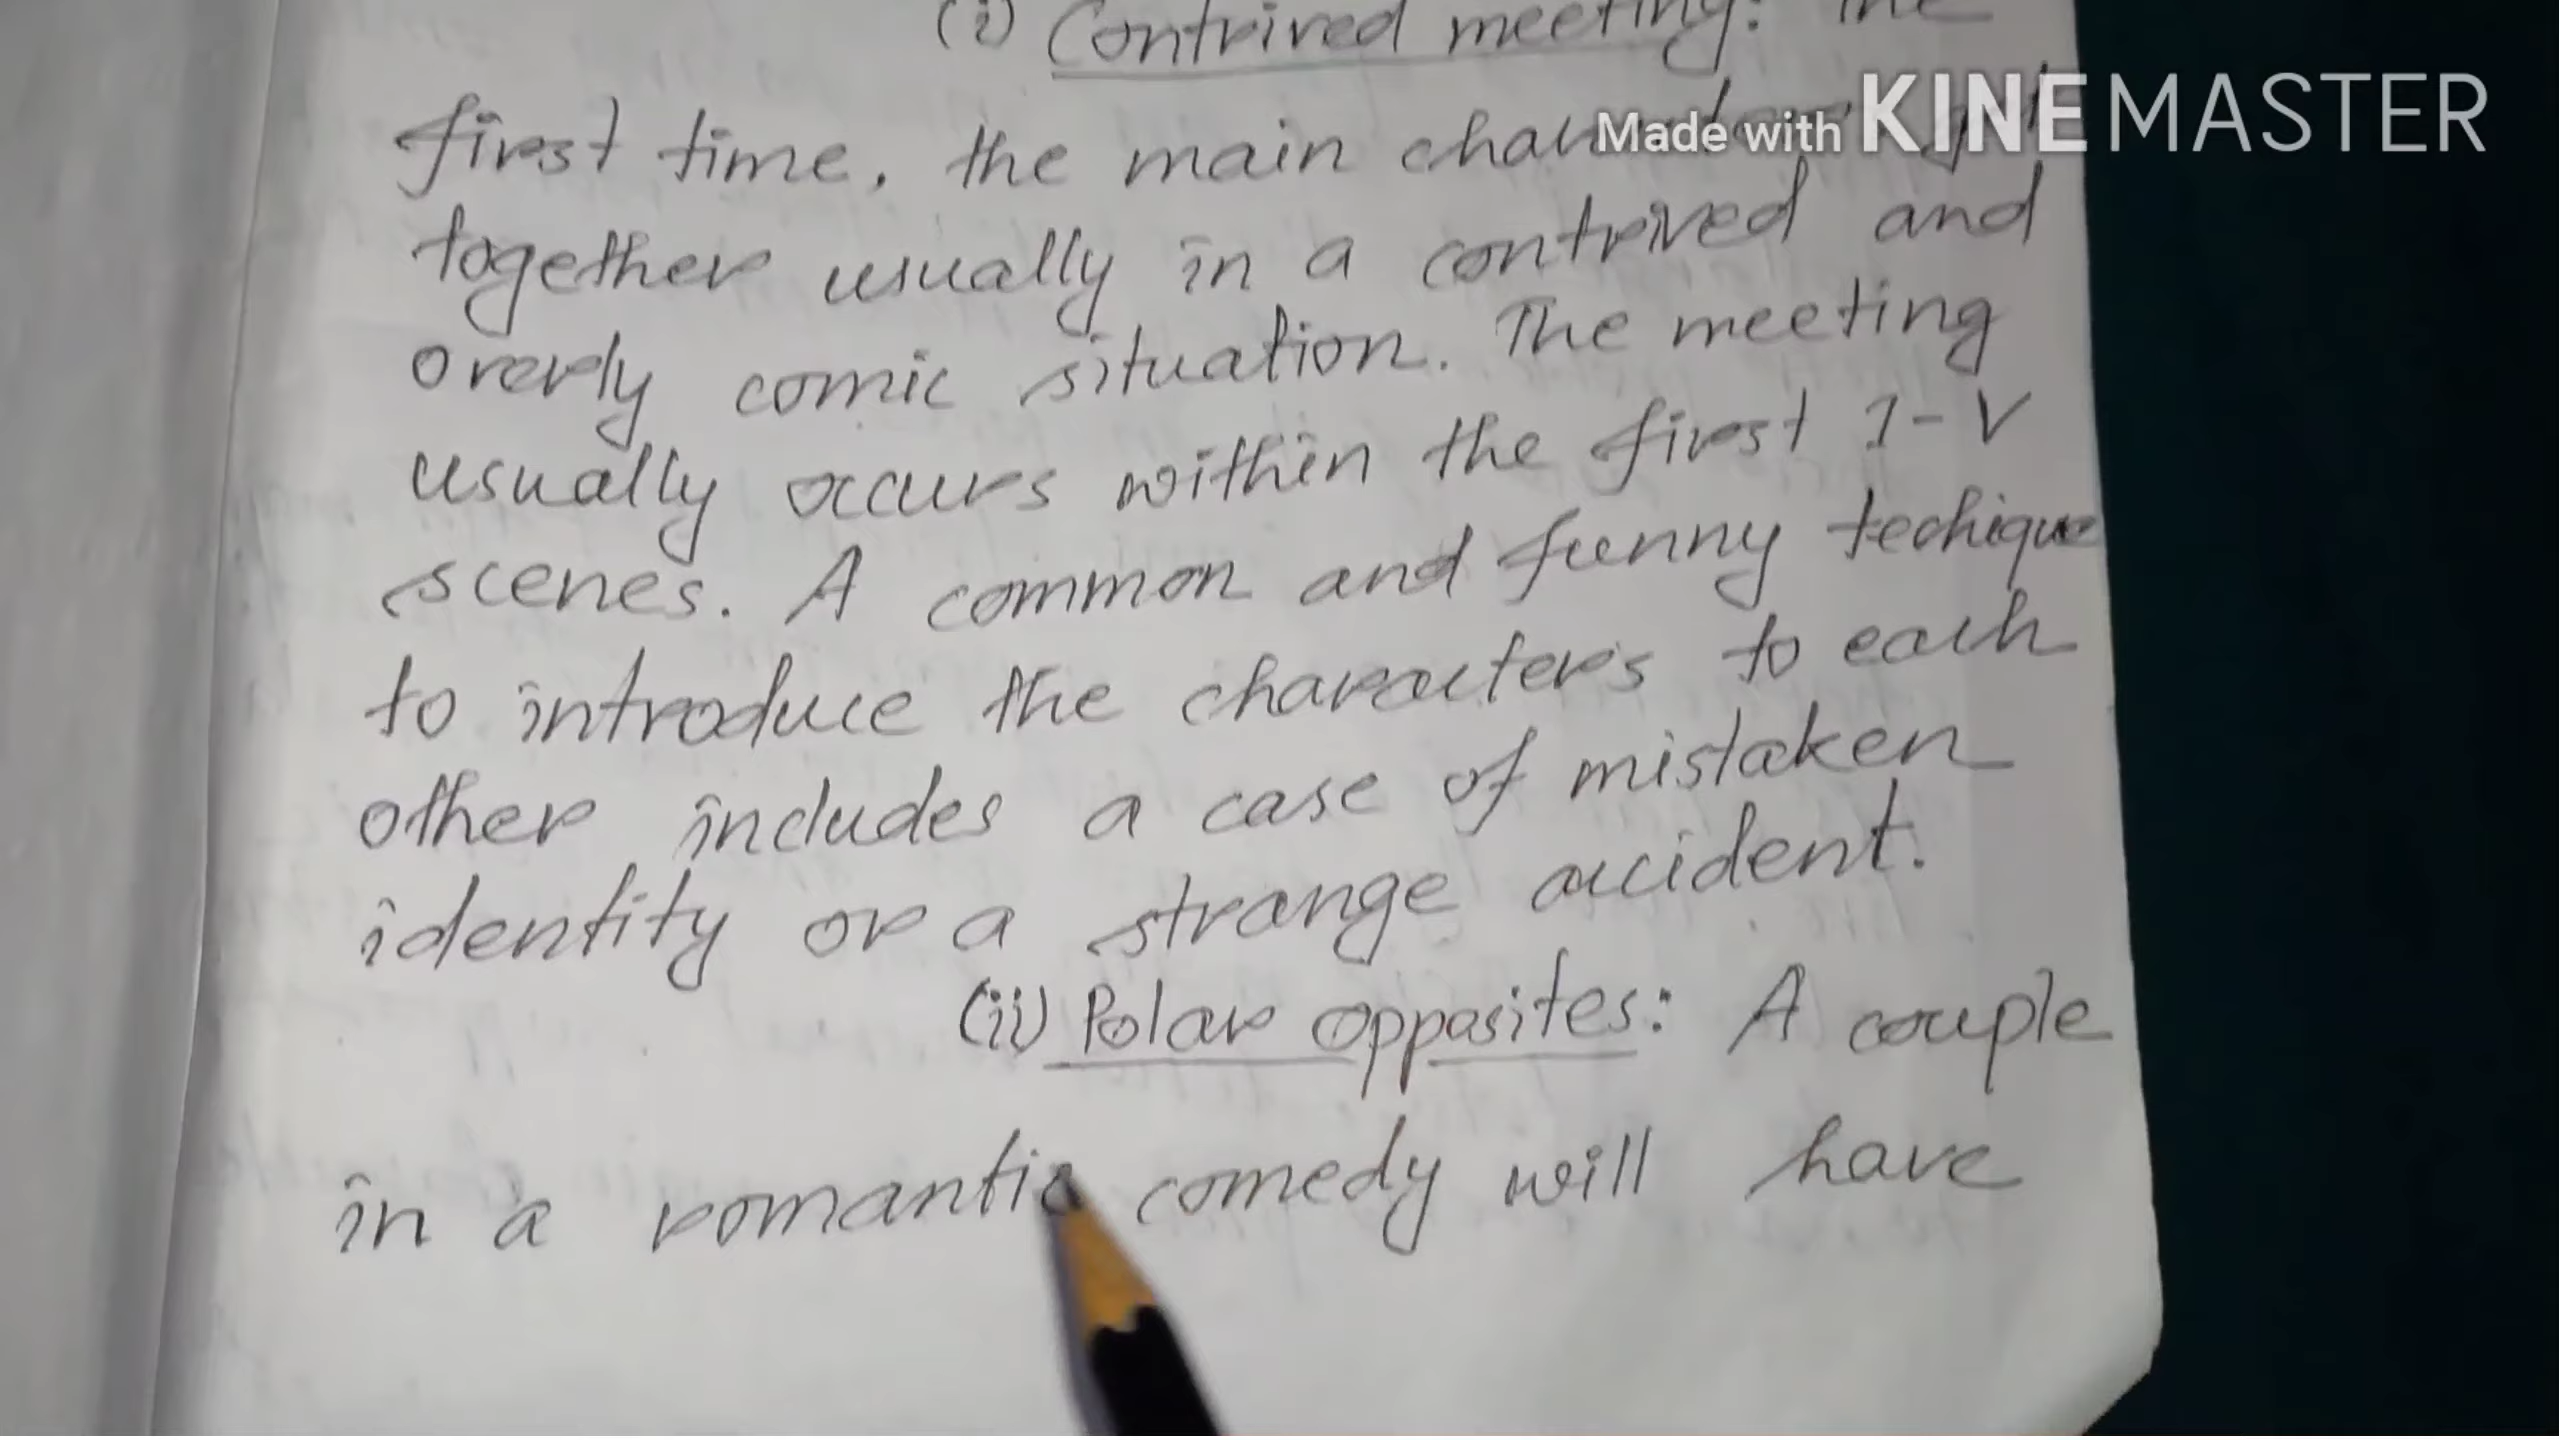 (i) Contrived meeting: The
first time, the main
Made with KINEMASTER
together usually in a contrived and
overly comic situation. The meeting
usually occurs within the first I-V
scenes. A common and funny techique
to introduce the characters to each
other includes a case of mistaken
identity or a strange accident.
(ii) Polar opposites: A couple
in a romantic comedy will have